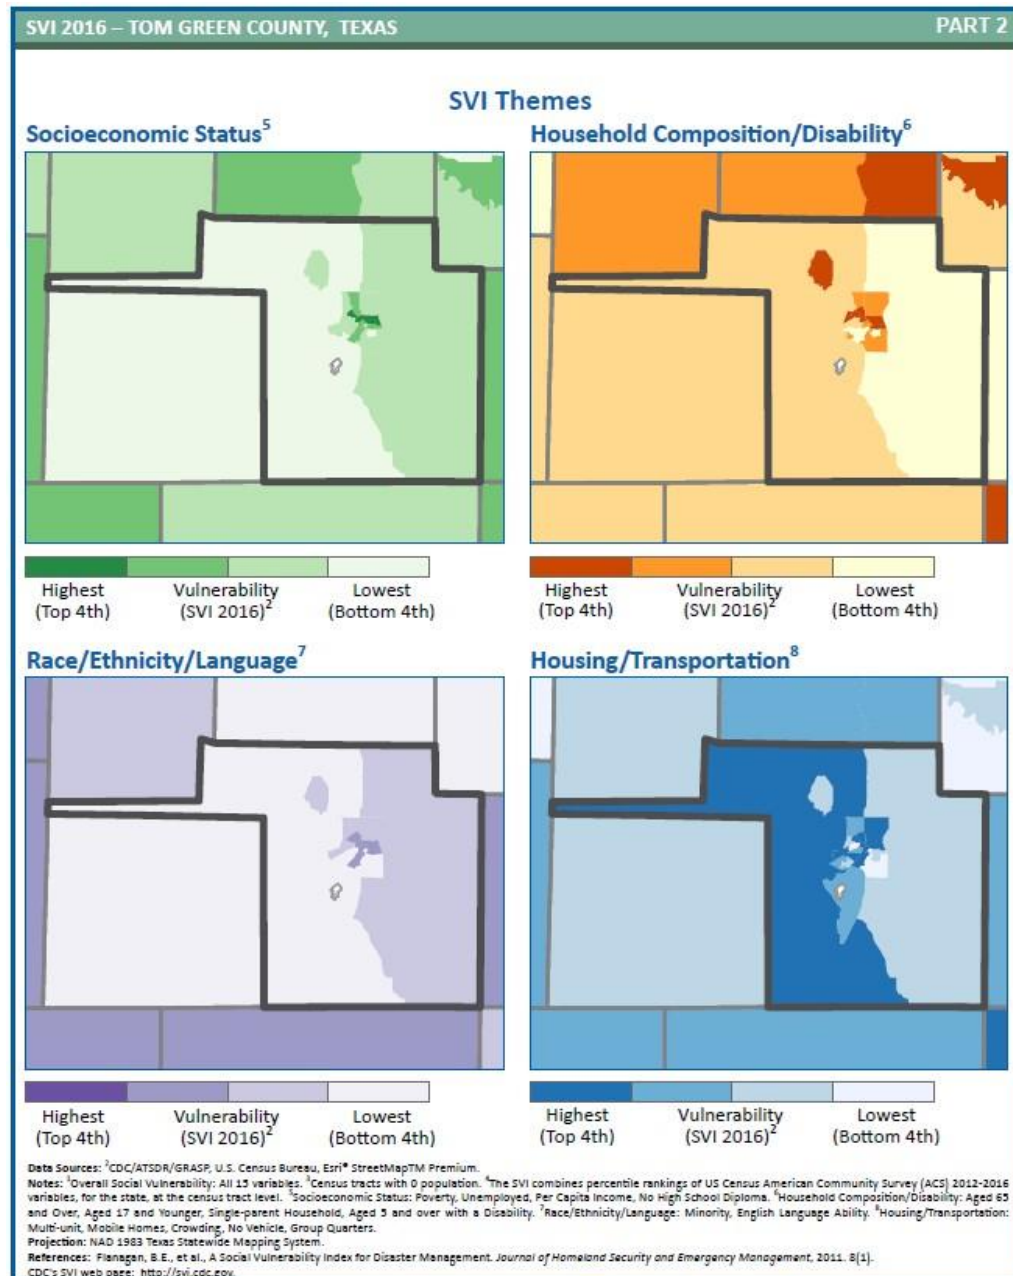 SVI 2016 – TOM GREEN COUNTY, TEXAS PART 2
SVI Themes
Socioeconomic Status⁵ Household Composition/Disability⁶
Highest (Top 4th) Vulnerability (SVI 2016)² Lowest (Bottom 4th) Highest (Top 4th) Vulnerability (SVI 2016)² Lowest (Bottom 4th)
Race/Ethnicity/Language⁷ Housing/Transportation⁸
Highest (Top 4th) Vulnerability (SVI 2016)² Lowest (Bottom 4th) Highest (Top 4th) Vulnerability (SVI 2016)² Lowest (Bottom 4th)
Data Sources: ²CDC/ATSDR/GRASP, U.S. Census Bureau, Esri® StreetMapTM Premium.
Notes: ¹Overall Social Vulnerability: All 15 variables. ³Census tracts with 0 population. ⁴The SVI combines percentile rankings of US Census American Community Survey (ACS) 2012-2016
variables, for the state, at the census tract level. ⁵Socioeconomic Status: Poverty, Unemployed, Per Capita Income, No High School Diploma. ⁶Household Composition/Disability: Aged 65
and Over, Aged 17 and Younger, Single-parent Household, Aged 5 and over with a Disability. ⁷Race/Ethnicity/Language: Minority, English Language Ability. ⁸Housing/Transportation:
Multi-unit, Mobile Homes, Crowding, No Vehicle, Group Quarters.
Projection: NAD 1983 Texas Statewide Mapping System.
References: Flanagan, B.E., et al., A Social Vulnerability Index for Disaster Management. Journal of Homeland Security and Emergency Management, 2011. 8(1).
CDC's SVI web page: http://svi.cdc.gov.